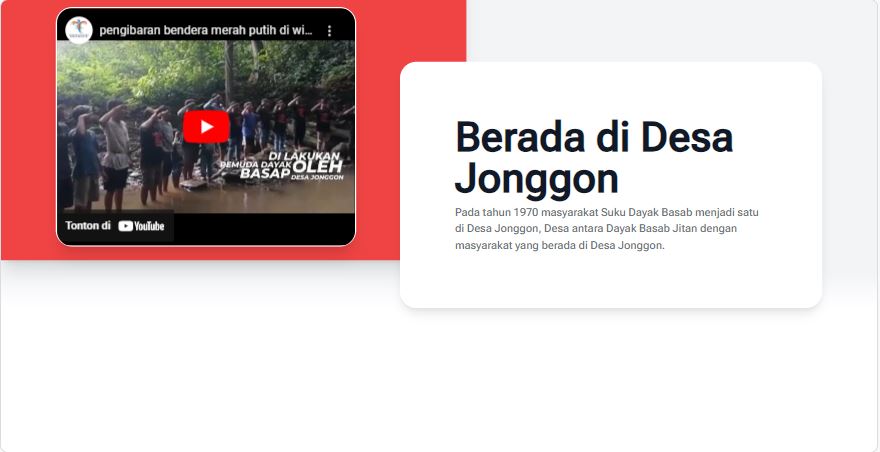 pengibaran bendera merah putih di wi...
DI LAKUKAN
PEMUDA DAYAK OLEH
BASAP DESA JONGGON
Tonton di YouTube
Berada di Desa
Jonggon
Pada tahun 1970 masyarakat Suku Dayak Basab menjadi satu
di Desa Jonggon, Desa antara Dayak Basab Jitan dengan
masyarakat yang berada di Desa Jonggon.